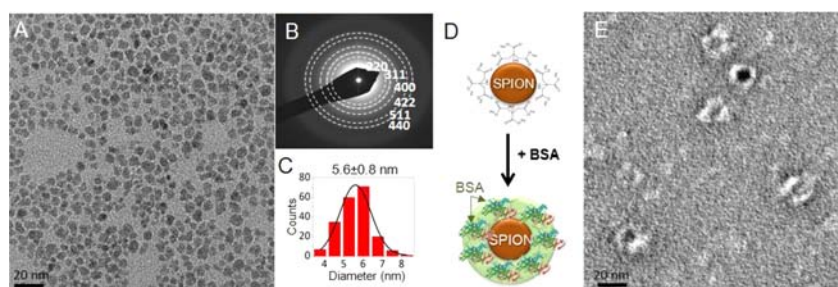 A
20 nm
B
220
311
400
422
511
440
C
5.6±0.8 nm
80
60
40
20
0
Counts
4 5 6 7 8
Diameter (nm)
D
SPION
+ BSA
BSA
SPION
E
20 nm